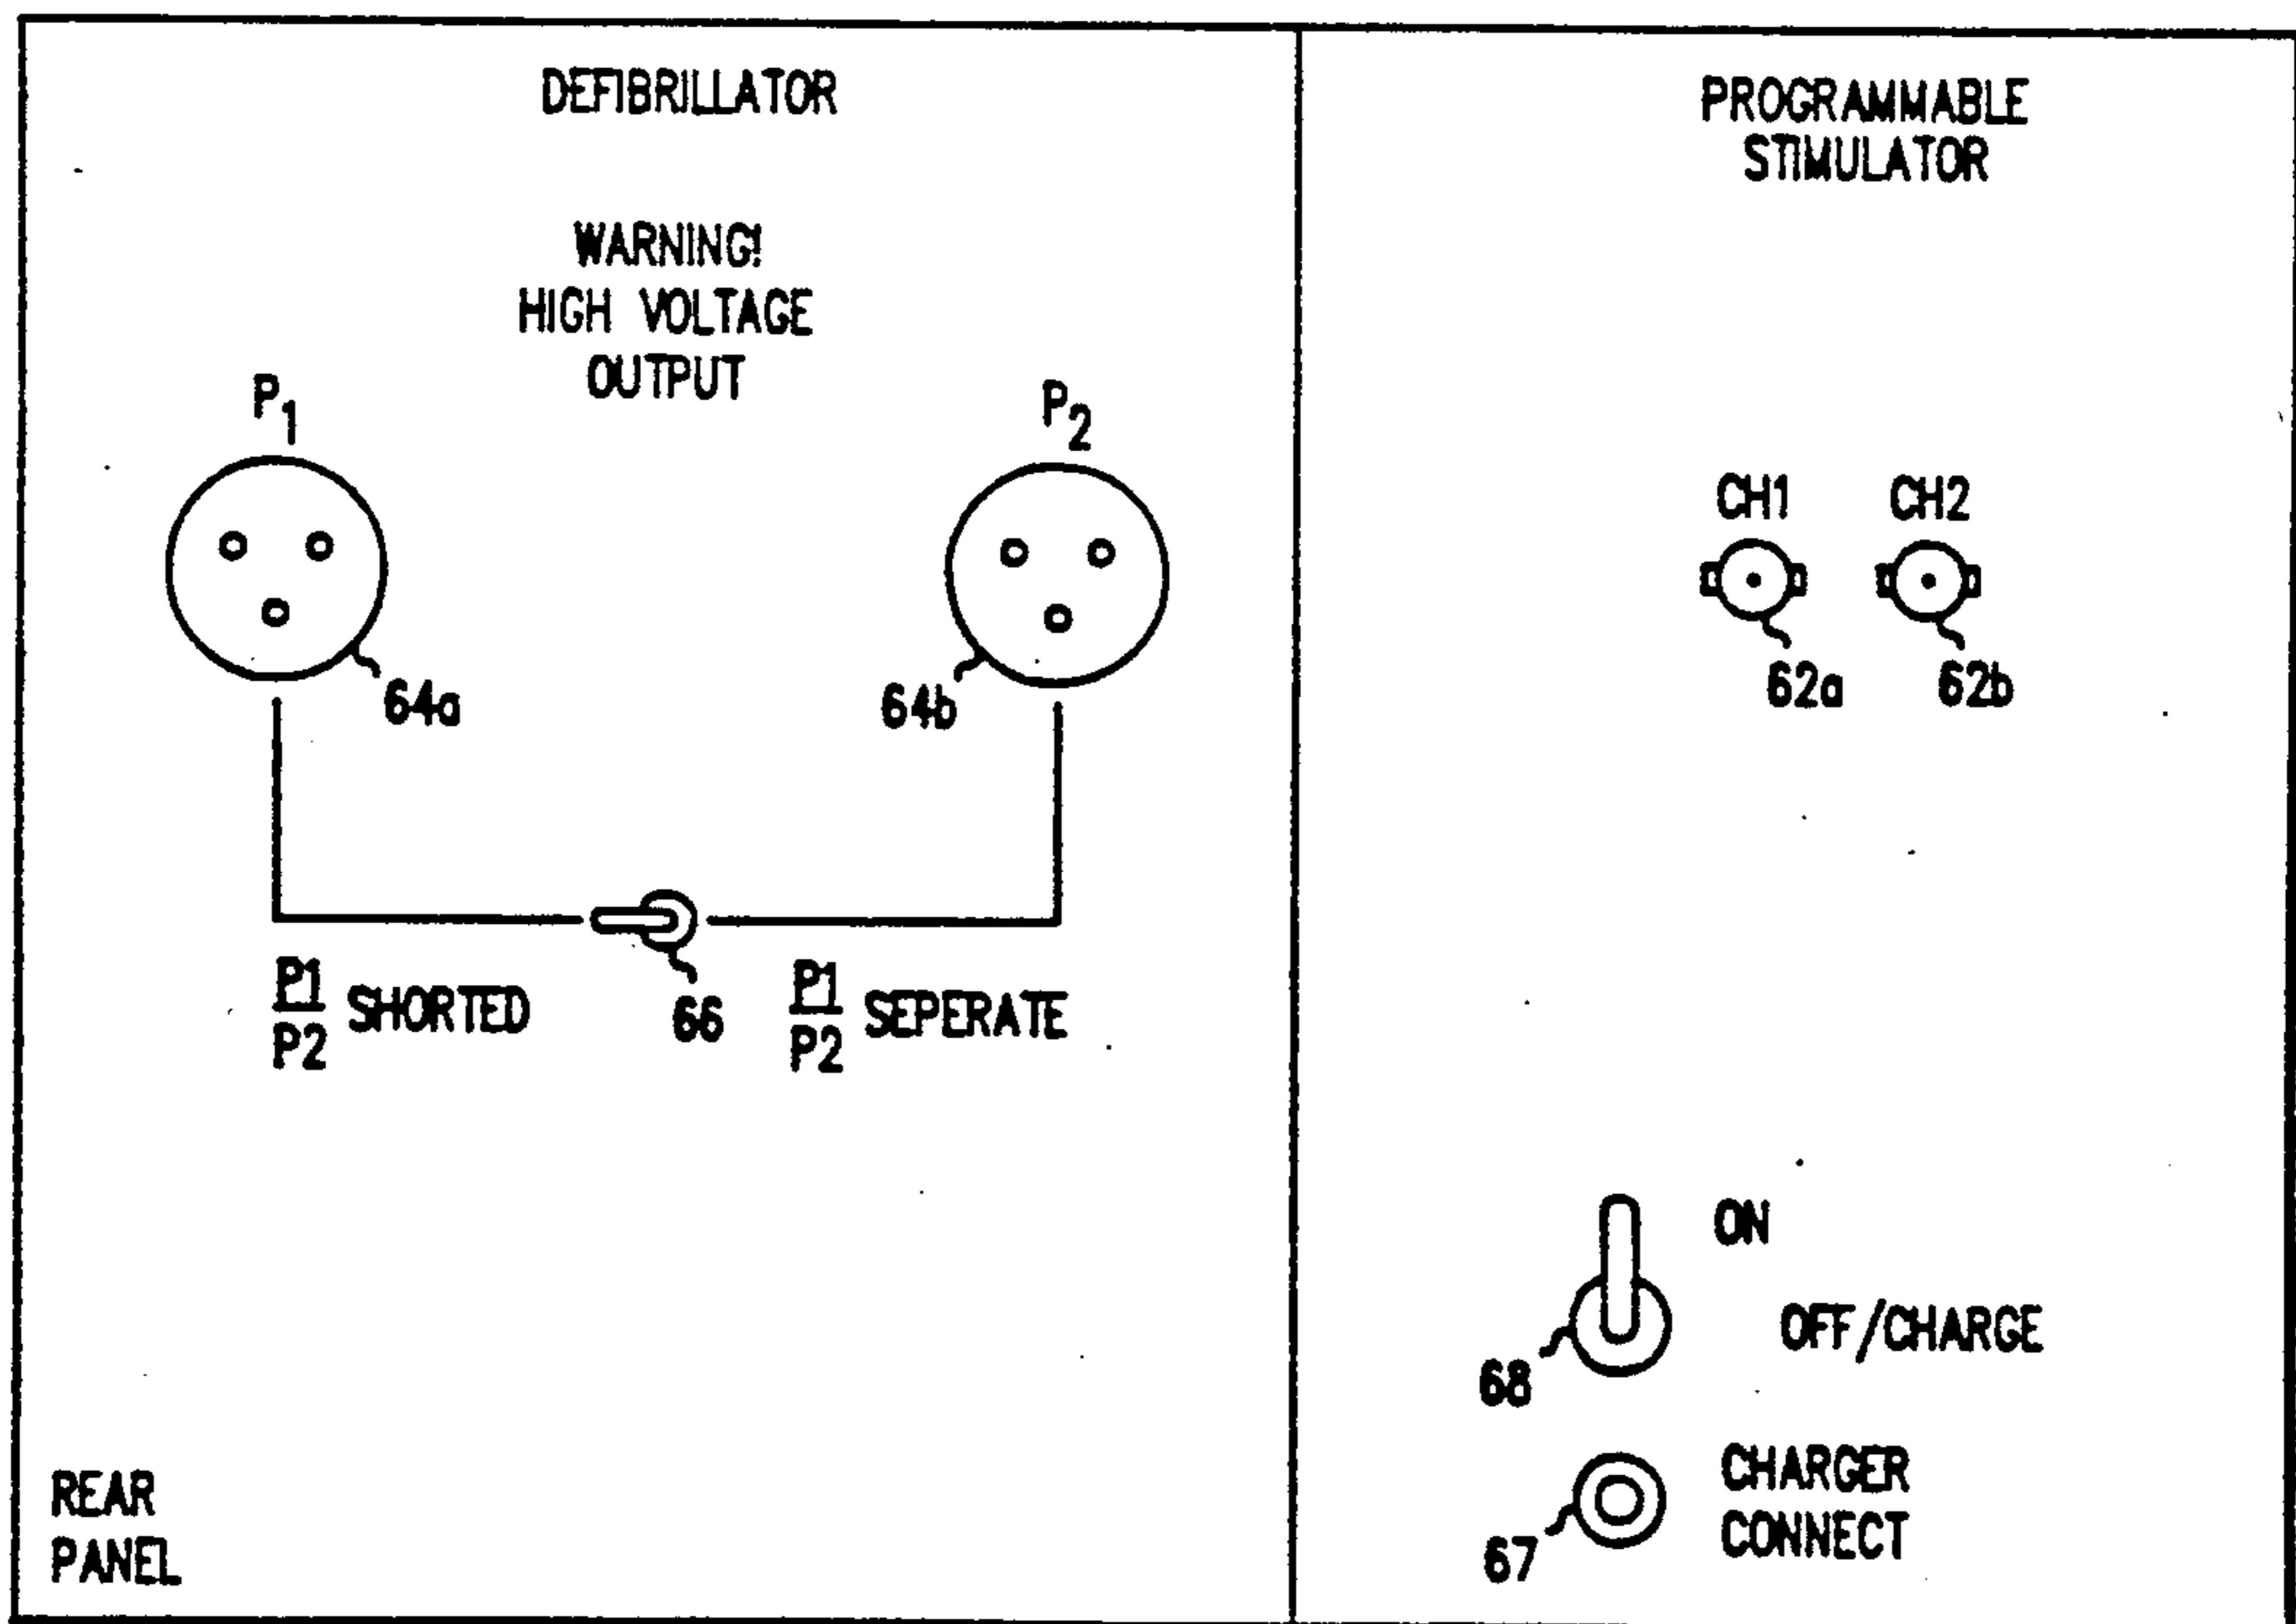 DEFIBRILLATOR
WARNING!
HIGH VOLTAGE
OUTPUT
P1
P2
64a
64b
P1
P2
SHORTED
66
P1
P2
SEPERATE
REAR
PANEL
PROGRAMMABLE
STIMULATOR
CH1
CH2
62a
62b
ON
OFF/CHARGE
68
CHARGER
CONNECT
67